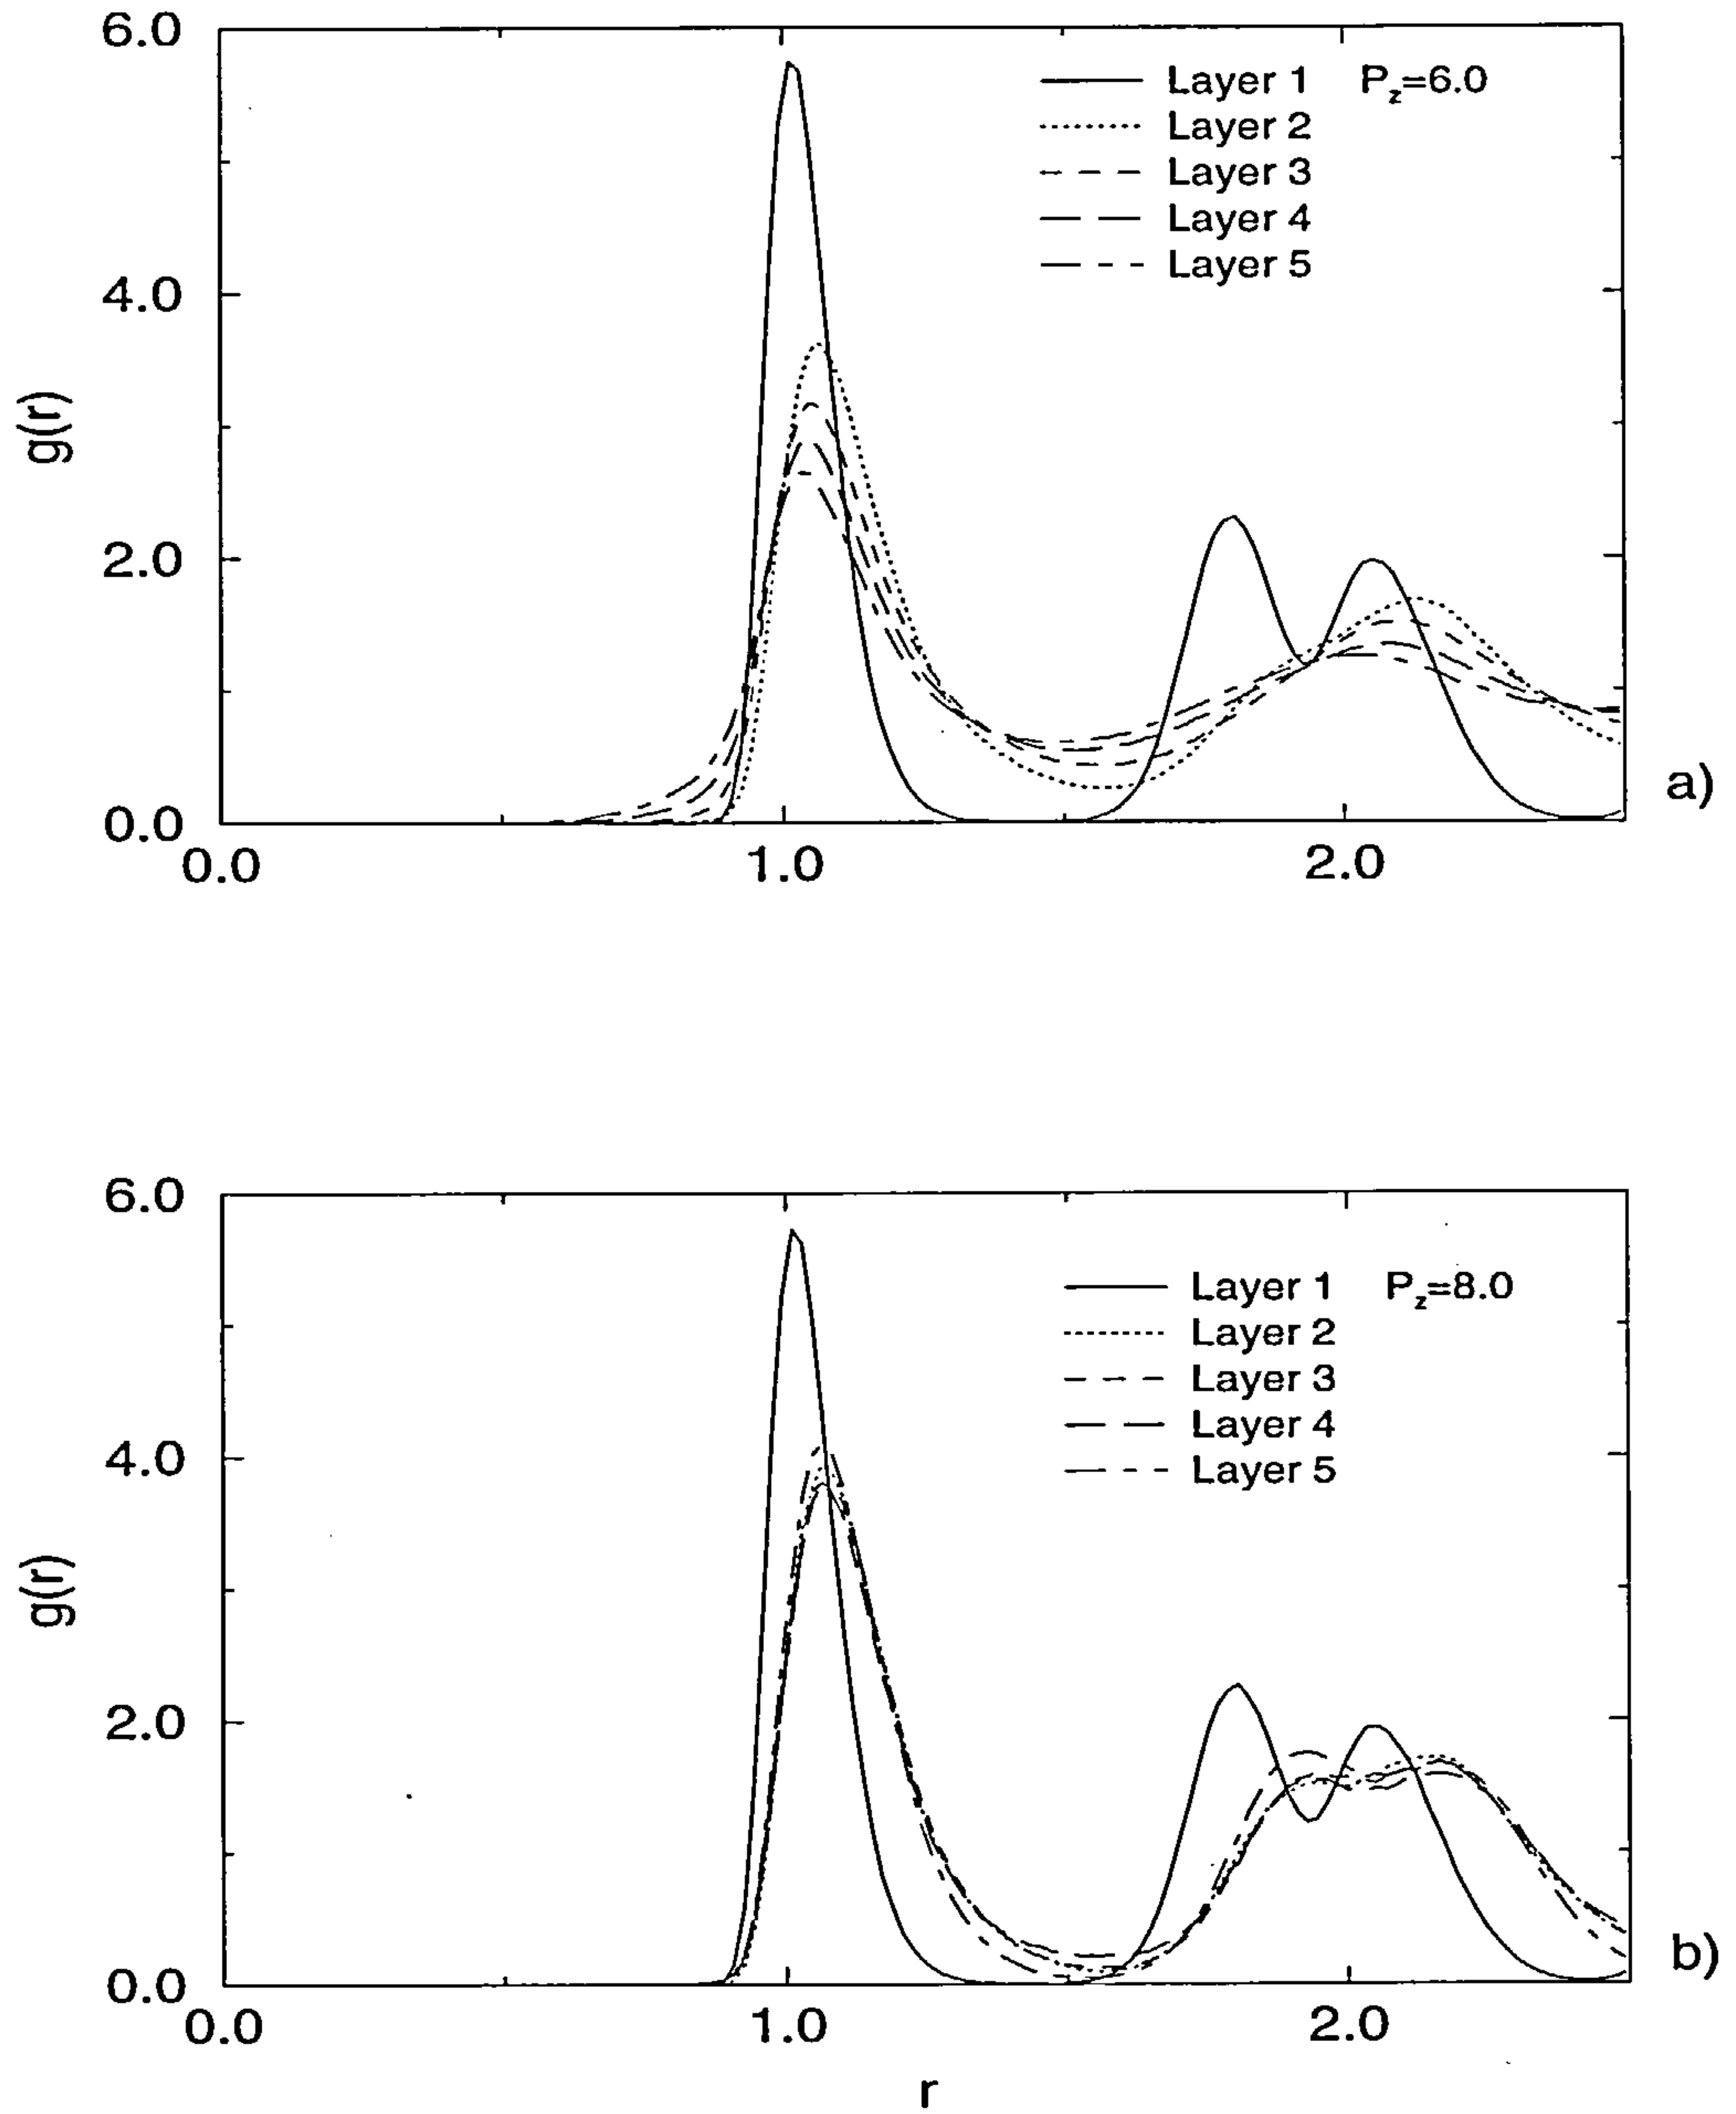 6.0
Layer 1 P_z=6.0
Layer 2
Layer 3
Layer 4
Layer 5
4.0
g(r)
2.0
a)
0.0
0.0 1.0 2.0
6.0
Layer 1 P_z=8.0
Layer 2
Layer 3
Layer 4
Layer 5
4.0
g(r)
2.0
b)
0.0
0.0 1.0 2.0
r